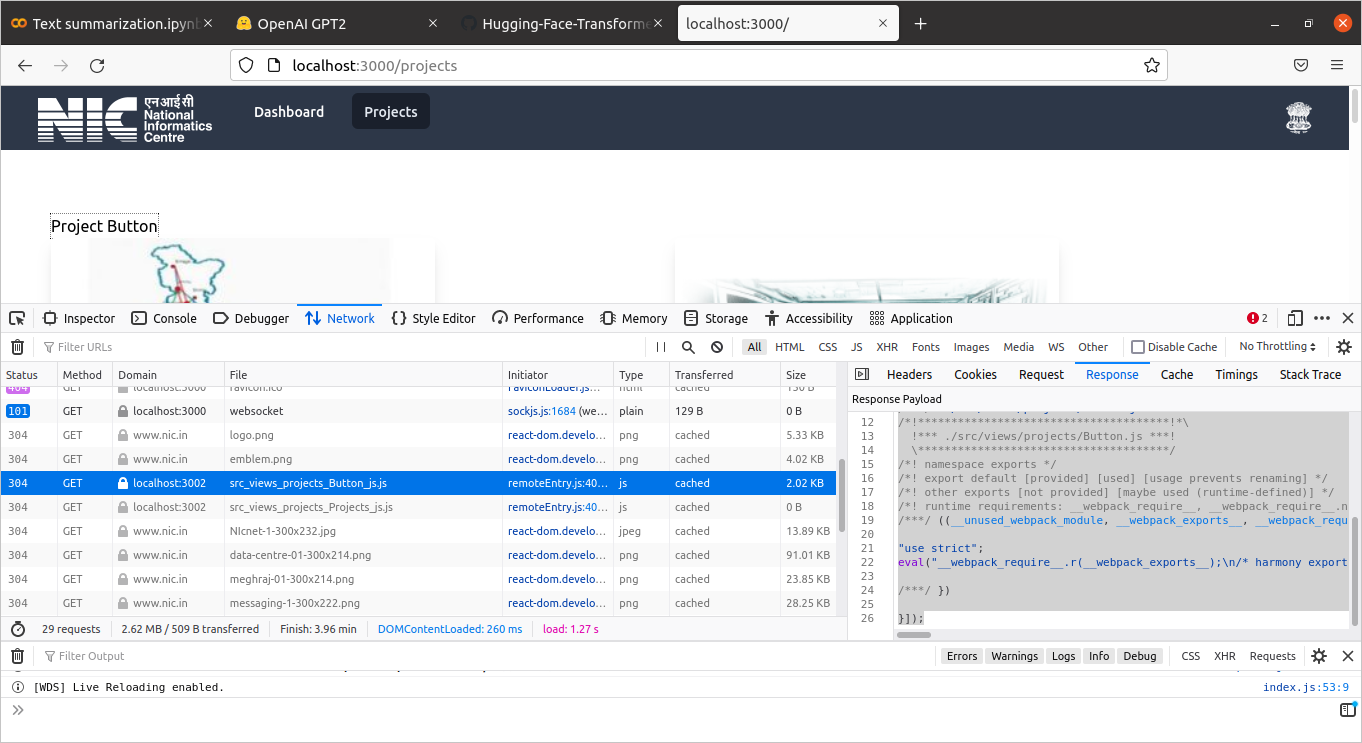 Text summarization.ipynb
OpenAI GPT2
Hugging-Face-Transforme
localhost:3000/
localhost:3000/projects
NIC एन आई सी National Informatics Centre
Dashboard
Projects
Project Button
Inspector Console Debugger Network Style Editor Performance Memory Storage Accessibility Application 2
Filter URLs
All HTML CSS JS XHR Fonts Images Media WS Other Disable Cache No Throttling
Status Method Domain File Initiator Type Transferred Size
Headers Cookies Request Response Cache Timings Stack Trace
Response Payload
404 GET localhost:3000 favicon.ico FaviconLoader.js... html cached 150 B
101 GET localhost:3000 websocket sockjs.js:1684 (we... plain 129 B 0 B
304 GET www.nic.in logo.png react-dom.develo... png cached 5.33 KB
304 GET www.nic.in emblem.png react-dom.develo... png cached 4.02 KB
304 GET localhost:3002 src_views_projects_Button_js.js remoteEntry.js:40... js cached 2.02 KB
304 GET localhost:3002 src_views_projects_Projects_js.js remoteEntry.js:40... js cached 0 B
304 GET www.nic.in NIcnet-1-300x232.jpg react-dom.develo... jpeg cached 13.89 KB
304 GET www.nic.in data-centre-01-300x214.png react-dom.develo... png cached 91.01 KB
304 GET www.nic.in meghraj-01-300x214.png react-dom.develo... png cached 23.85 KB
304 GET www.nic.in messaging-1-300x222.png react-dom.develo... png cached 28.25 KB
12 /*!**************************************!*\
13 !*** ./src/views/projects/Button.js ***!
14 \**************************************/
15 /*! namespace exports */
16 /*! export default [provided] [used] [usage prevents renaming] */
17 /*! other exports [not provided] [maybe used (runtime-defined)] */
18 /*! runtime requirements: __webpack_require__, __webpack_require__.n
19 /***/ ((__unused_webpack_module, __webpack_exports__, __webpack_requ
20
21 "use strict";
22 eval("__webpack_require__.r(__webpack_exports__);\n/* harmony export
23
24 /***/ })
25
26 }]);
29 requests 2.62 MB / 509 B transferred Finish: 3.96 min DOMContentLoaded: 260 ms load: 1.27 s
Filter Output
Errors Warnings Logs Info Debug CSS XHR Requests
[WDS] Live Reloading enabled. index.js:53:9